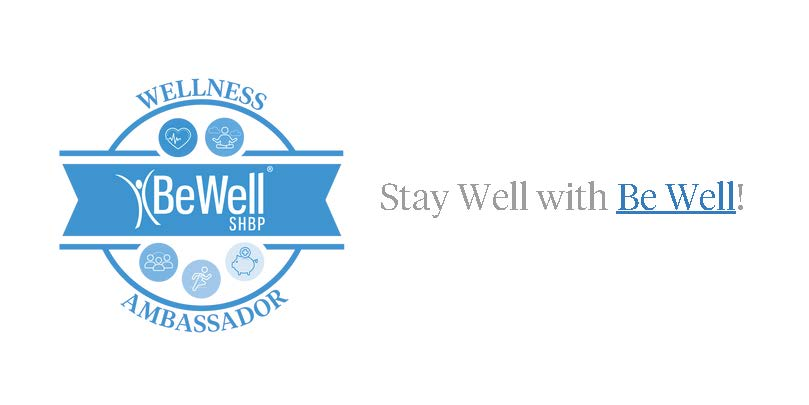 WELLNESS
BeWell®
SHBP
AMBASSADOR
Stay Well with Be Well!